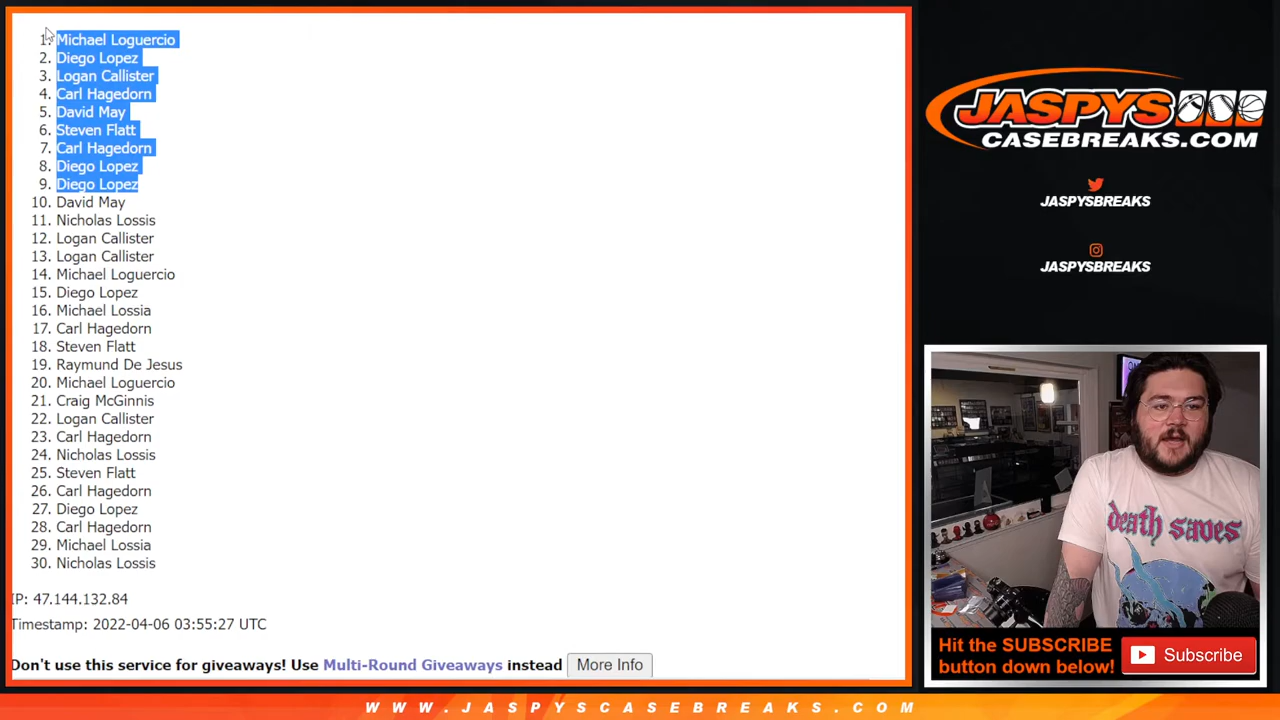 1. Michael Loguercio
2. Diego Lopez
3. Logan Callister
4. Carl Hagedorn
5. David May
6. Steven Flatt
7. Carl Hagedorn
8. Diego Lopez
9. Diego Lopez
10. David May
11. Nicholas Lossis
12. Logan Callister
13. Logan Callister
14. Michael Loguercio
15. Diego Lopez
16. Michael Lossia
17. Carl Hagedorn
18. Steven Flatt
19. Raymund De Jesus
20. Michael Loguercio
21. Craig McGinnis
22. Logan Callister
23. Carl Hagedorn
24. Nicholas Lossis
25. Steven Flatt
26. Carl Hagedorn
27. Diego Lopez
28. Carl Hagedorn
29. Michael Lossia
30. Nicholas Lossis
IP: 47.144.132.84
Timestamp: 2022-04-06 03:55:27 UTC
Don't use this service for giveaways! Use Multi-Round Giveaways instead More Info
JASPYS
CASEBREAKS.COM
JASPYSBREAKS
JASPYSBREAKS
death saves
Hit the SUBSCRIBE
button down below!
Subscribe
WWW.JASPYSCASEBREAKS.COM